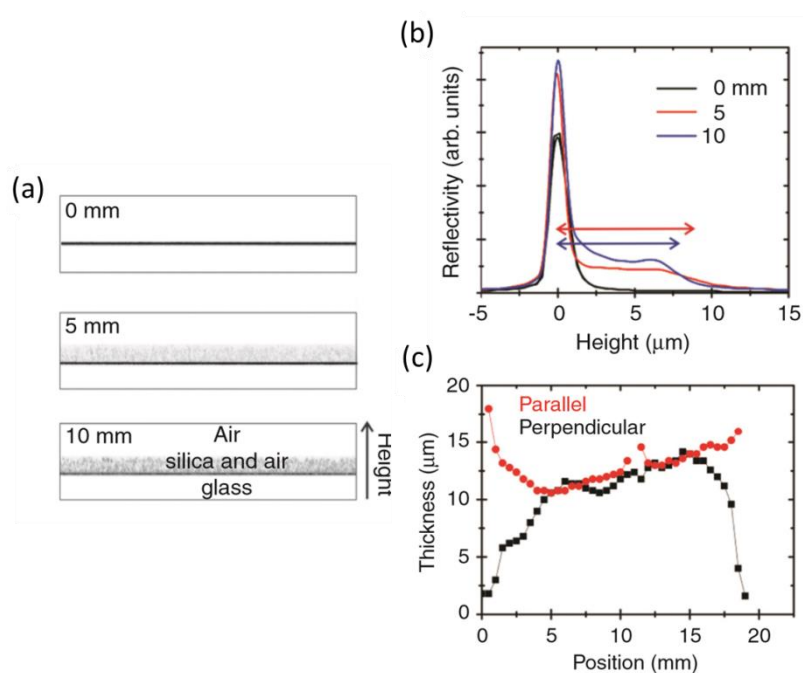 (a)
0 mm
5 mm
10 mm
Air
silica and air
glass
Height
(b)
Reflectivity (arb. units)
0 mm
5
10
-5 0 5 10 15
Height (μm)
(c)
Thickness (μm)
20
15
10
5
0
Parallel
Perpendicular
0 5 10 15 20
Position (mm)